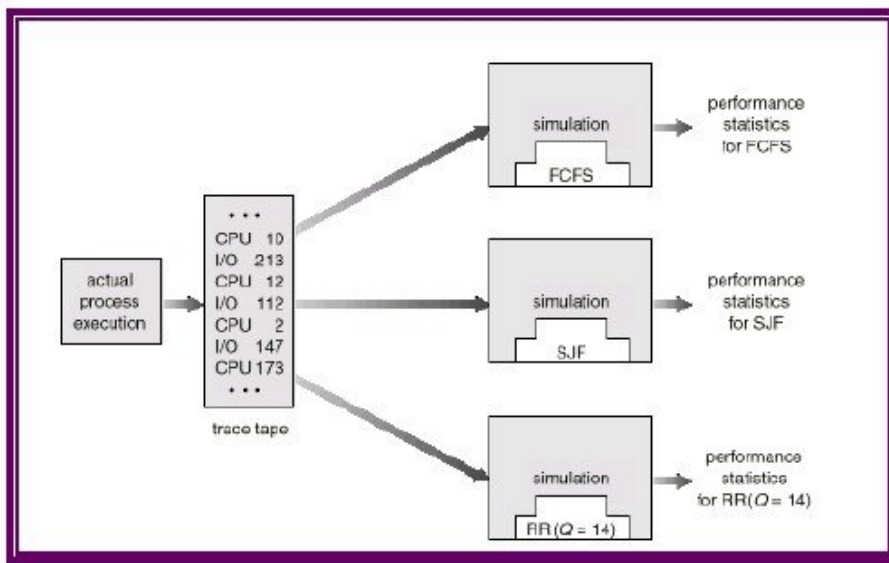 actual
process
execution
• • •
CPU 10
I/O 213
CPU 12
I/O 112
CPU 2
I/O 147
CPU 173
• • •
trace tape
simulation
FCFS
performance
statistics
for FCFS
simulation
SJF
performance
statistics
for SJF
simulation
RR (Q = 14)
performance
statistics
for RR (Q = 14)